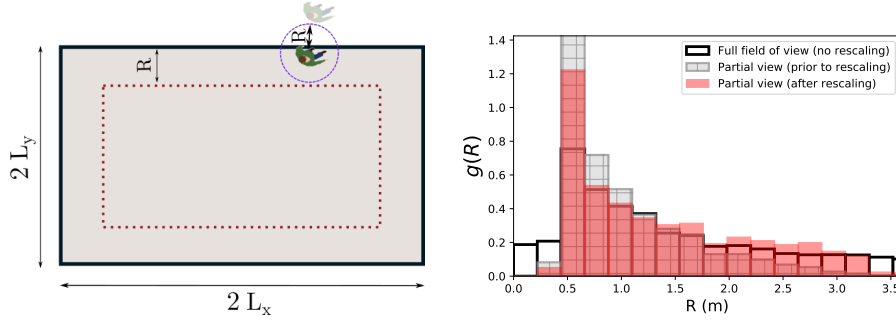 R
R
2 Ly
2 Lx
1.4
1.2
1.0
0.8
0.6
0.4
0.2
0.0
g(R)
Full field of view (no rescaling)
Partial view (prior to rescaling)
Partial view (after rescaling)
0.0 0.5 1.0 1.5 2.0 2.5 3.0 3.5
R (m)